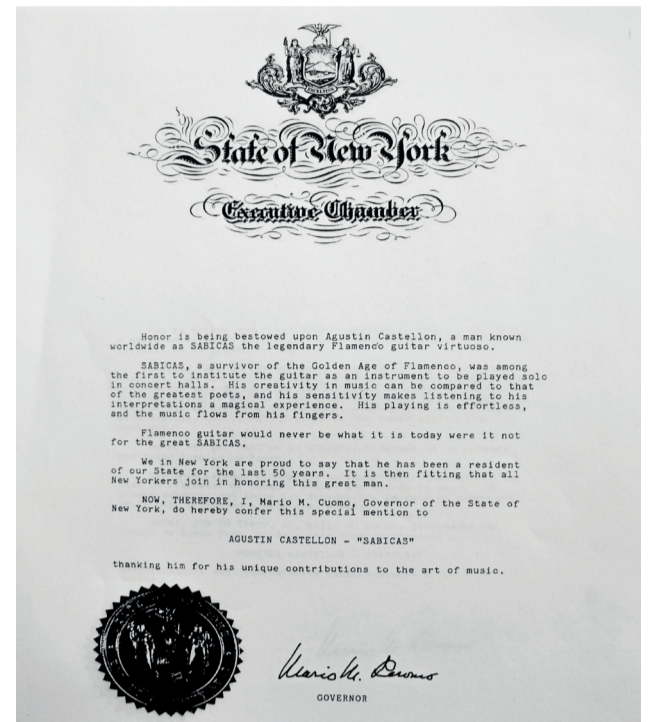 EXCELSIOR
State of New York
Executive Chamber
Honor is being bestowed upon Agustin Castellon, a man known
worldwide as SABICAS the legendary Flamenco guitar virtuoso.
SABICAS, a survivor of the Golden Age of Flamenco, was among
the first to institute the guitar as an instrument to be played solo
in concert halls. His creativity in music can be compared to that
of the greatest poets, and his sensitivity makes listening to his
interpretations a magical experience. His playing is effortless,
and the music flows from his fingers.
Flamenco guitar would never be what it is today were it not
for the great SABICAS.
We in New York are proud to say that he has been a resident
of our State for the last 50 years. It is then fitting that all
New Yorkers join in honoring this great man.
NOW, THEREFORE, I, Mario M. Cuomo, Governor of the State of
New York, do hereby confer this special mention to
AGUSTIN CASTELLON - "SABICAS"
thanking him for his unique contributions to the art of music.
Mario M. Cuomo
GOVERNOR